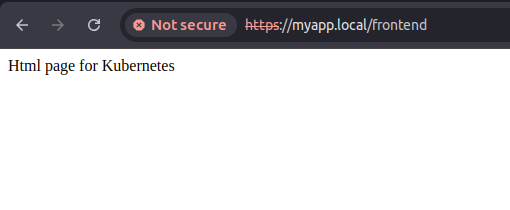 Not secure https://myapp.local/frontend
Html page for Kubernetes